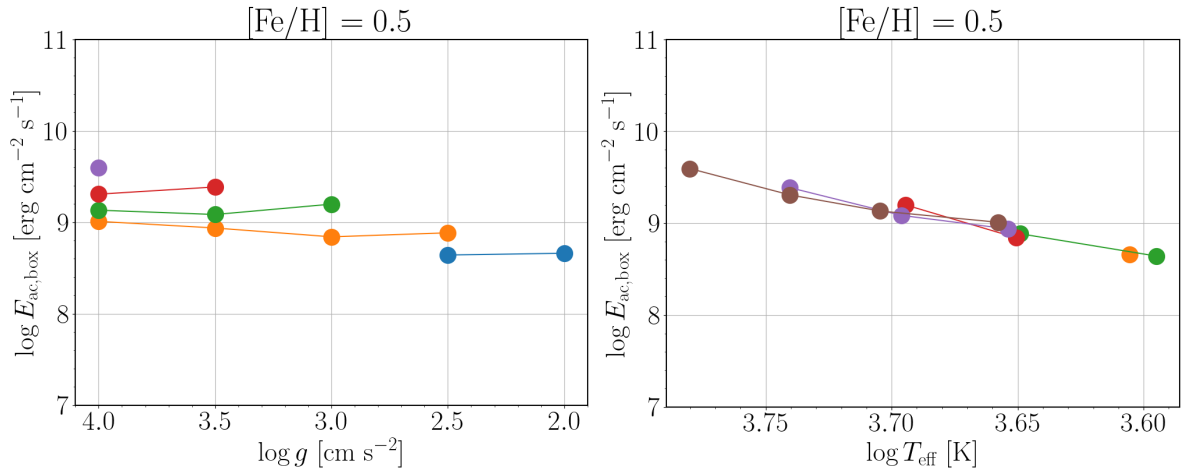 [Fe/H] = 0.5
11
10
9
8
7
log E_ac,box [erg cm⁻² s⁻¹]
4.0 3.5 3.0 2.5 2.0
log g [cm s⁻²]
[Fe/H] = 0.5
11
10
9
8
7
log E_ac,box [erg cm⁻² s⁻¹]
3.75 3.70 3.65 3.60
log T_eff [K]